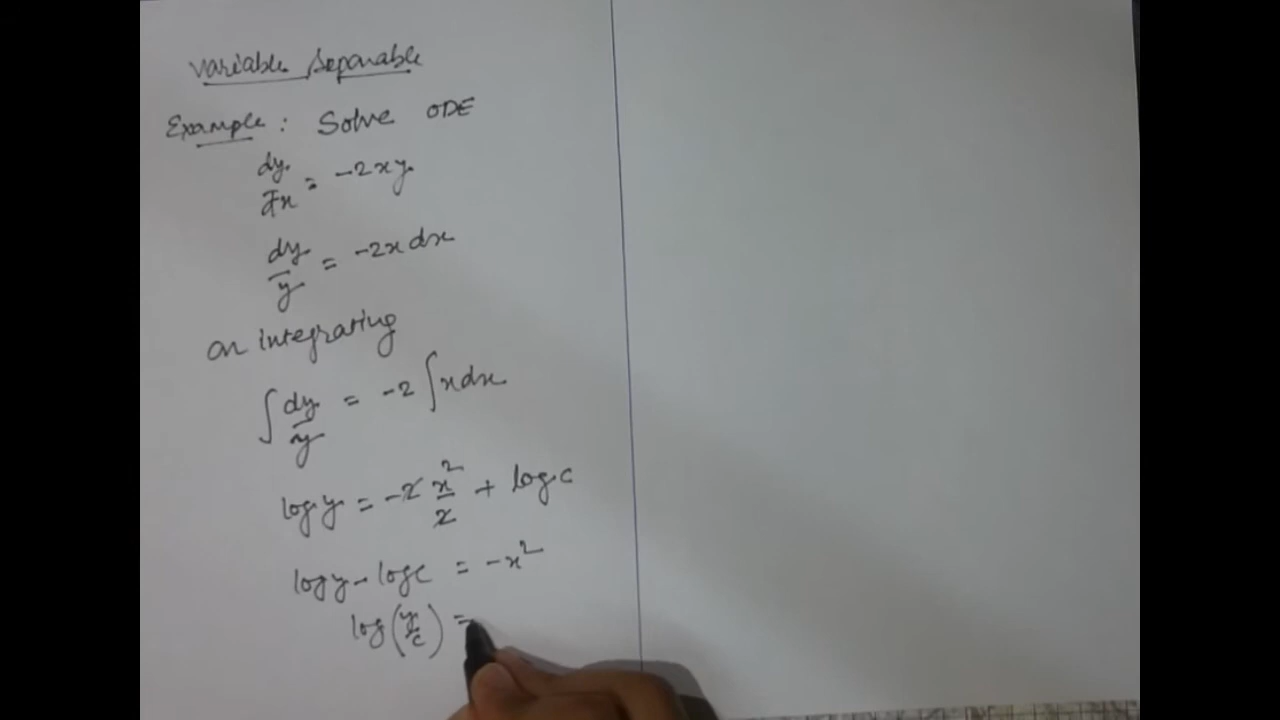 Variable Separable
Example : Solve ODE
dy/dx = -2xy
dy/y = -2x dx
on integrating
∫ dy/y = -2 ∫ x dx
log y = -2 x²/2 + log c
log y - log c = -x²
log (y/c) =